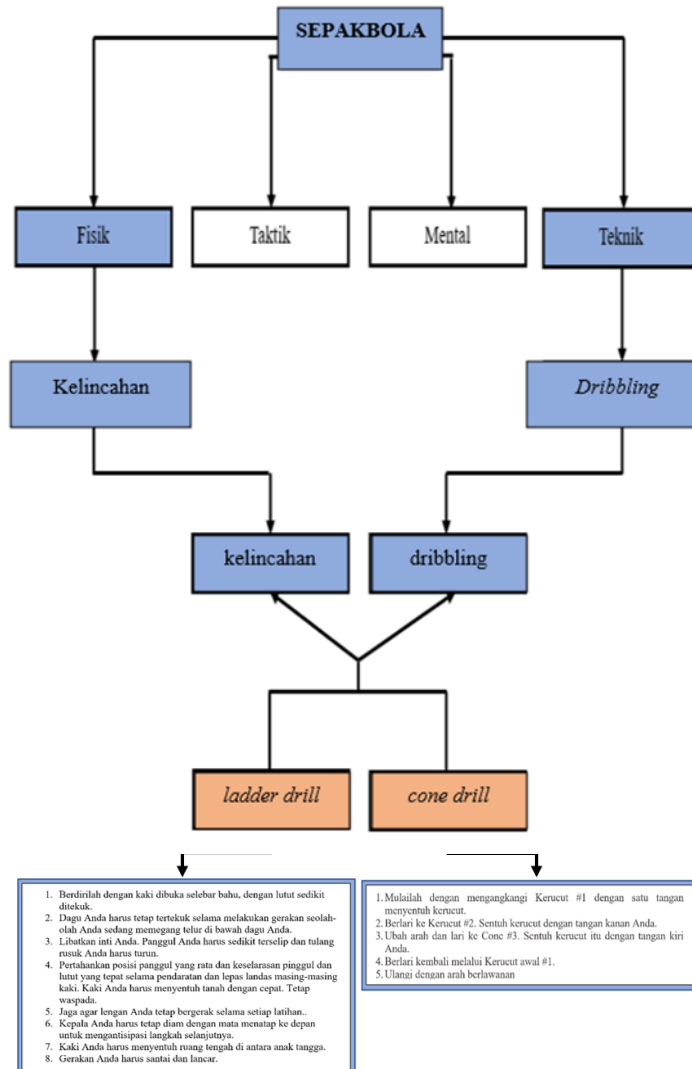 SEPAKBOLA
Fisik
Taktik
Mental
Teknik
Kelincahan
Dribbling
kelincahan
dribbling
ladder drill
cone drill
1. Berdirilah dengan kaki dibuka selebar bahu, dengan lutut sedikit
ditekuk.
2. Dagu Anda harus tetap tertekuk selama melakukan gerakan seolah-
olah Anda sedang memegang telur di bawah dagu Anda.
3. Libatkan inti Anda. Panggul Anda harus sedikit terselip dan tulang
rusuk Anda harus turun.
4. Pertahankan posisi panggul yang rata dan keselarasan pinggul dan
lutut yang tepat selama pendaratan dan lepas landas masing-masing
kaki. Kaki Anda harus menyentuh tanah dengan cepat. Tetap
waspada.
5. Jaga agar lengan Anda tetap bergerak selama setiap latihan..
6. Kepala Anda harus tetap diam dengan mata menatap ke depan
untuk mengantisipasi langkah selanjutnya.
7. Kaki Anda harus menyentuh ruang tengah di antara anak tangga.
8. Gerakan Anda harus santai dan lancar.
1. Mulailah dengan mengangkangi Kerucut #1 dengan satu tangan
menyentuh kerucut.
2. Berlari ke Kerucut #2. Sentuh kerucut dengan tangan kanan Anda.
3. Ubah arah dan lari ke Conc #3. Sentuh kerucut itu dengan tangan kiri
Anda.
4. Berlari kembali melalui Kerucut awal #1.
5. Ulangi dengan arah berlawanan